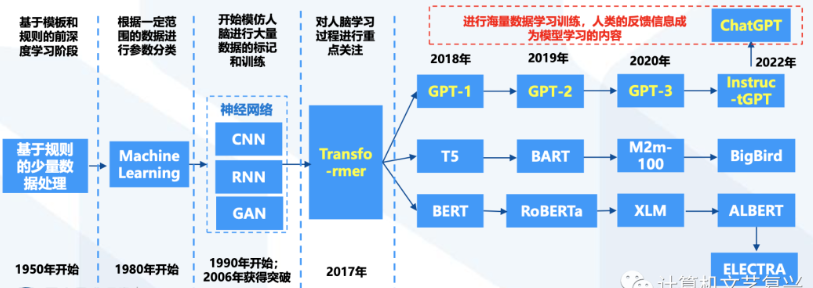 基于模板和
规则的前深
度学习阶段
根据一定范
围的数据进
行参数分类
开始模仿人
脑进行大量
数据的标记
和训练
对人脑学习
过程进行重
点关注
进行海量数据学习训练，人类的反馈信息成
为模型学习的内容
ChatGPT
2018年
2019年
2020年
2022年
神经网络
GPT-1
GPT-2
GPT-3
Instruc
-tGPT
基于规则
的少量数
据处理
Machine
Learning
CNN
RNN
GAN
Transfo
-rmer
T5
BART
M2m-
100
BigBird
BERT
RoBERTa
XLM
ALBERT
ELECTRA
1950年开始
1980年开始
1990年开始；
2006年获得突破
2017年
计算机文艺复兴